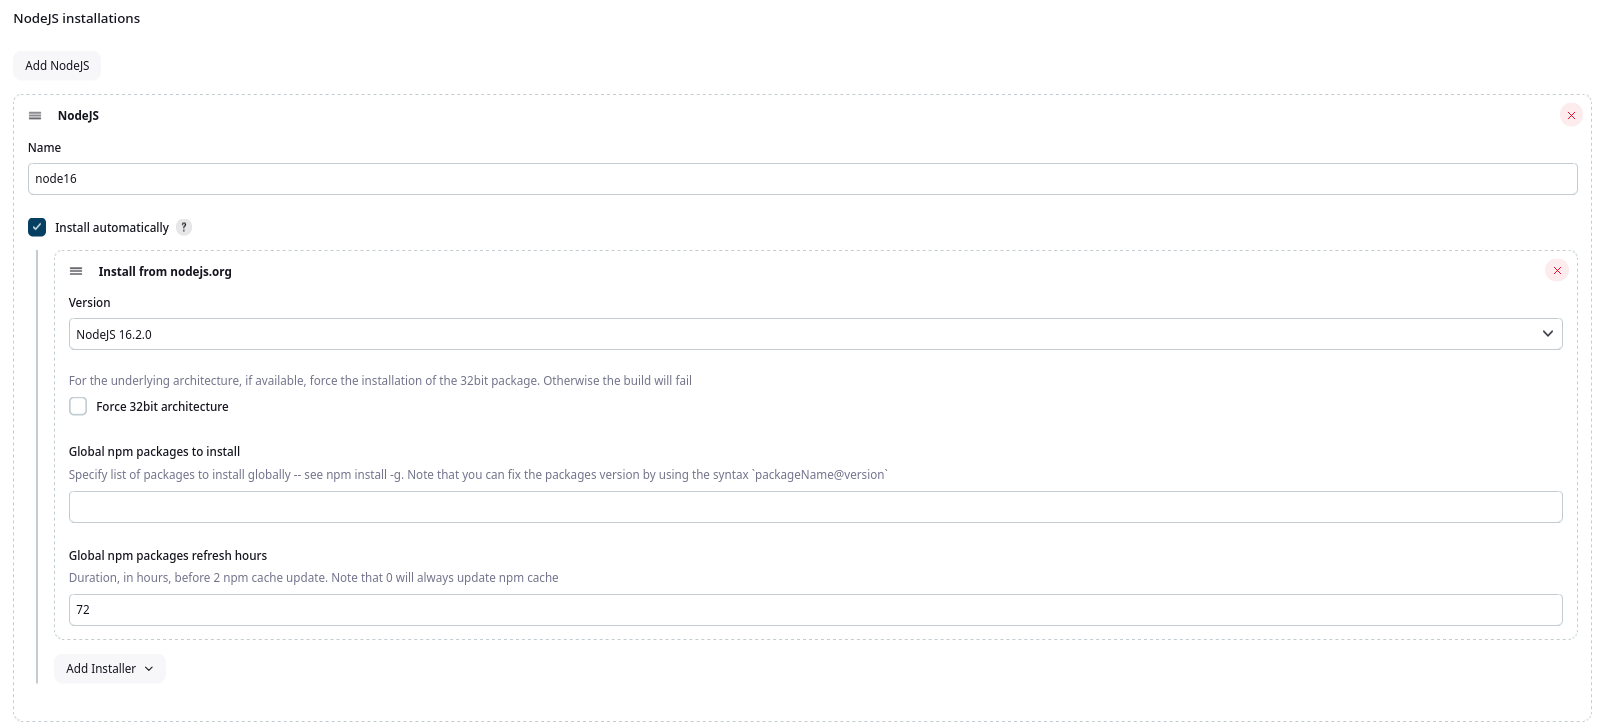 NodeJS installations
Add NodeJS
NodeJS
Name
node16
Install automatically ?
Install from nodejs.org
Version
NodeJS 16.2.0
For the underlying architecture, if available, force the installation of the 32bit package. Otherwise the build will fail
Force 32bit architecture
Global npm packages to install
Specify list of packages to install globally -- see npm install -g. Note that you can fix the packages version by using the syntax `packageName@version`
Global npm packages refresh hours
Duration, in hours, before 2 npm cache update. Note that 0 will always update npm cache
72
Add Installer